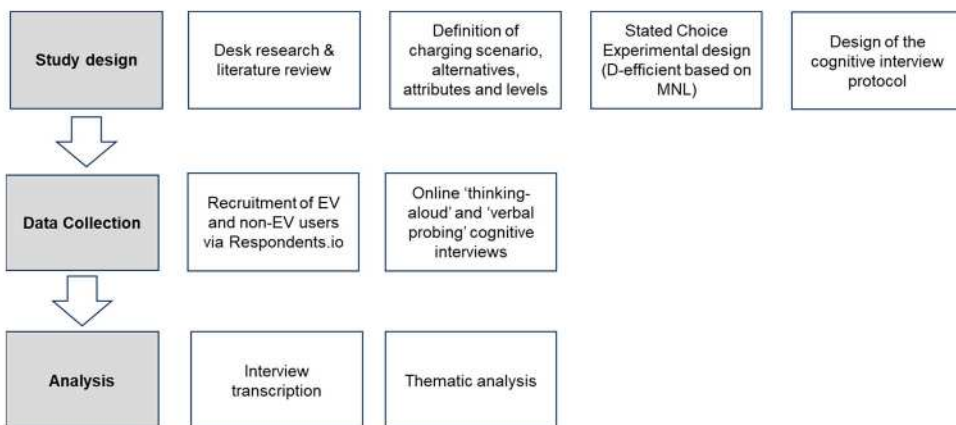 Study design
Desk research &
literature review
Definition of
charging scenario,
alternatives,
attributes and levels
Stated Choice
Experimental design
(D-efficient based on
MNL)
Design of the
cognitive interview
protocol
Data Collection
Recruitment of EV
and non-EV users
via Respondents.io
Online ‘thinking-
aloud’ and ‘verbal
probing’ cognitive
interviews
Analysis
Interview
transcription
Thematic analysis